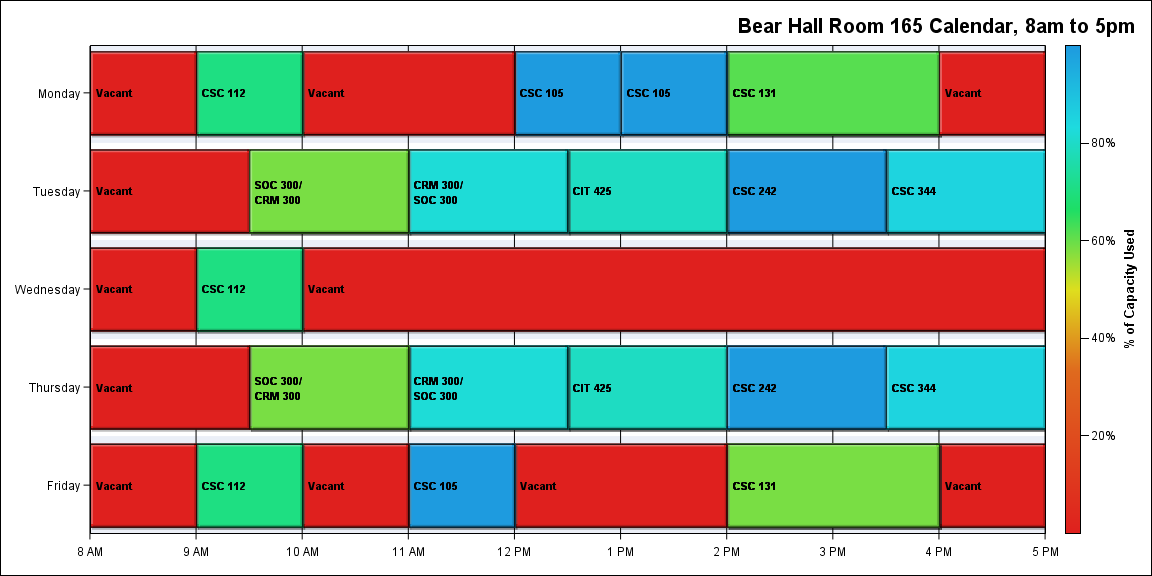 Bear Hall Room 165 Calendar, 8am to 5pm
Monday
Vacant
CSC 112
Vacant
CSC 105
CSC 105
CSC 131
Vacant
Tuesday
Vacant
SOC 300/
CRM 300
CRM 300/
SOC 300
CIT 425
CSC 242
CSC 344
Wednesday
Vacant
CSC 112
Vacant
Thursday
Vacant
SOC 300/
CRM 300
CRM 300/
SOC 300
CIT 425
CSC 242
CSC 344
Friday
Vacant
CSC 112
Vacant
CSC 105
Vacant
CSC 131
Vacant
8 AM
9 AM
10 AM
11 AM
12 PM
1 PM
2 PM
3 PM
4 PM
5 PM
80%
60%
40%
20%
% of Capacity Used